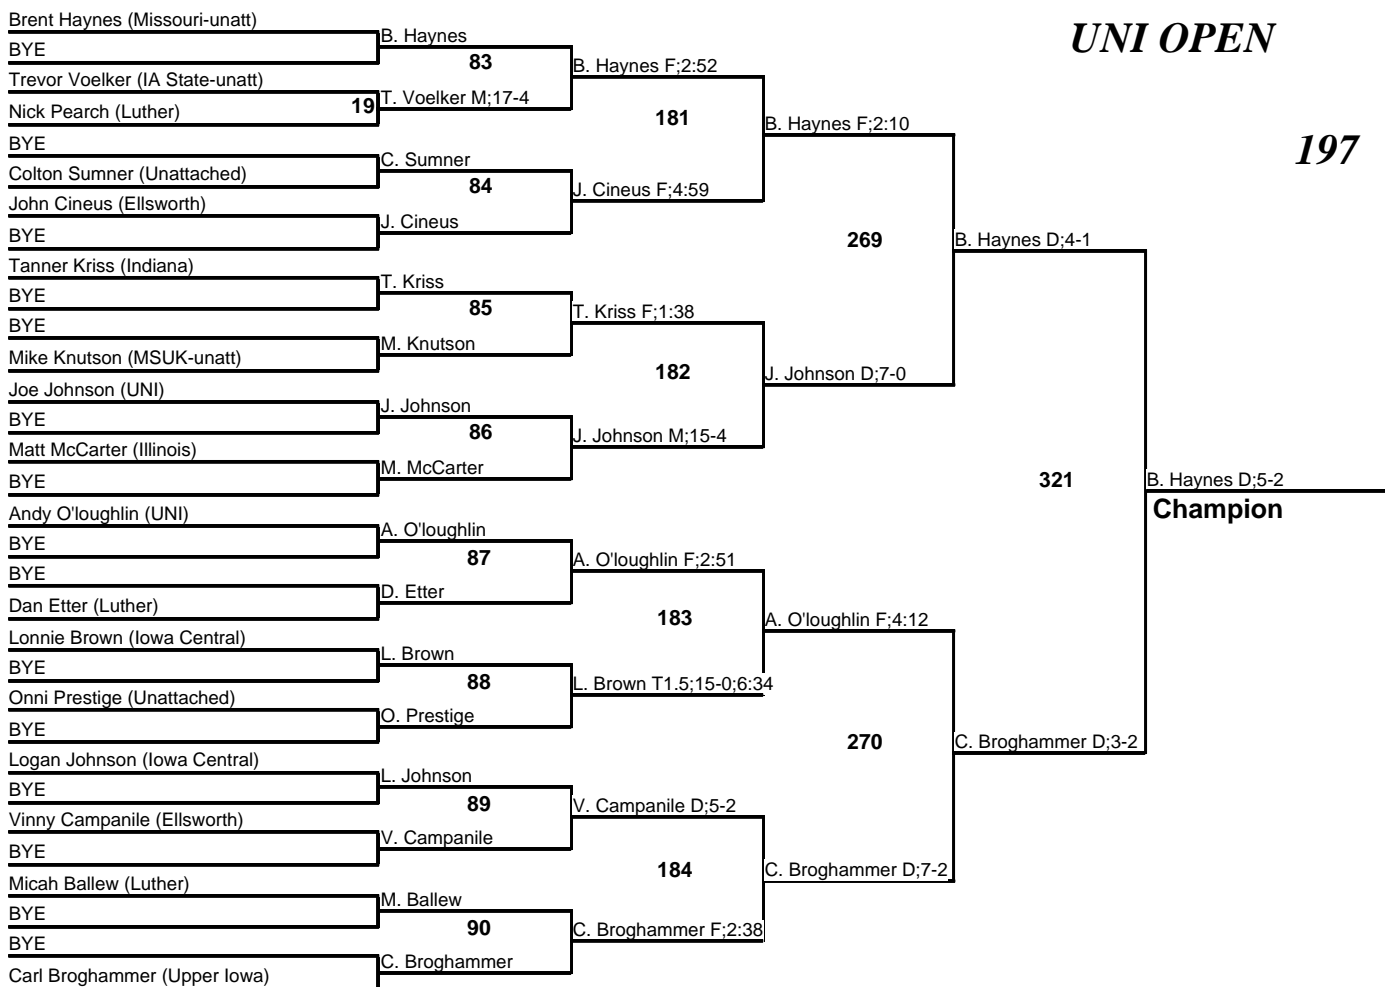 UNI OPEN
197
Brent Haynes (Missouri-unatt)
BYE
Trevor Voelker (IA State-unatt)
Nick Pearch (Luther)
BYE
Colton Sumner (Unattached)
John Cineus (Ellsworth)
BYE
Tanner Kriss (Indiana)
BYE
BYE
Mike Knutson (MSUK-unatt)
Joe Johnson (UNI)
BYE
Matt McCarter (Illinois)
BYE
Andy O'loughlin (UNI)
BYE
BYE
Dan Etter (Luther)
Lonnie Brown (Iowa Central)
BYE
Onni Prestige (Unattached)
BYE
Logan Johnson (Iowa Central)
BYE
Vinny Campanile (Ellsworth)
BYE
Micah Ballew (Luther)
BYE
BYE
Carl Broghammer (Upper Iowa)
19
B. Haynes
83
T. Voelker M;17-4
C. Sumner
84
J. Cineus
T. Kriss
85
M. Knutson
J. Johnson
86
M. McCarter
A. O'loughlin
87
D. Etter
L. Brown
88
O. Prestige
L. Johnson
89
V. Campanile
M. Ballew
90
C. Broghammer
B. Haynes F;2:52
181
J. Cineus F;4:59
T. Kriss F;1:38
182
J. Johnson M;15-4
A. O'loughlin F;2:51
183
L. Brown T1.5;15-0;6:34
V. Campanile D;5-2
184
C. Broghammer F;2:38
B. Haynes F;2:10
269
J. Johnson D;7-0
A. O'loughlin F;4:12
270
C. Broghammer D;7-2
B. Haynes D;4-1
321
C. Broghammer D;3-2
B. Haynes D;5-2
Champion